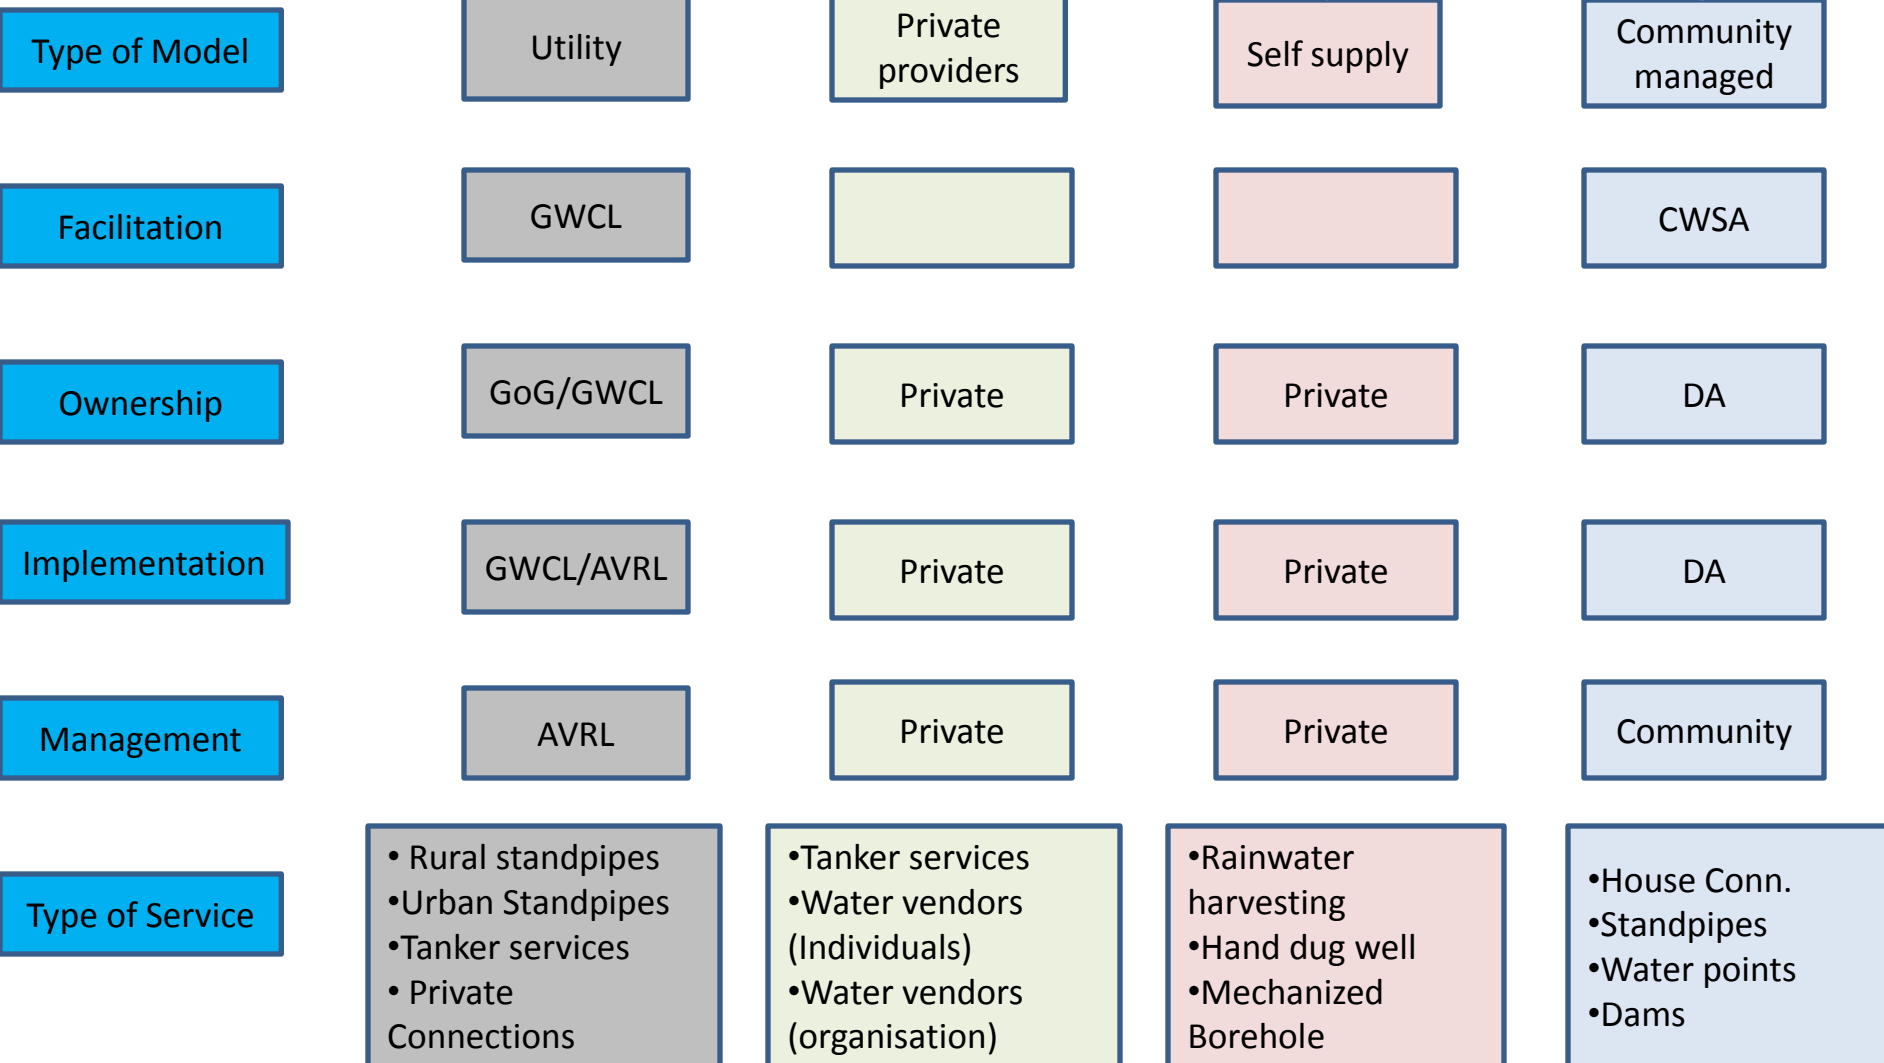 Type of Model
Utility
Private
providers
Self supply
Community
managed
Facilitation
GWCL
CWSA
Ownership
GoG/GWCL
Private
Private
DA
Implementation
GWCL/AVRL
Private
Private
DA
Management
AVRL
Private
Private
Community
Type of Service
• Rural standpipes
•Urban Standpipes
•Tanker services
• Private
Connections
•Tanker services
•Water vendors
(Individuals)
•Water vendors
(organisation)
•Rainwater
harvesting
•Hand dug well
•Mechanized
Borehole
•House Conn.
•Standpipes
•Water points
•Dams